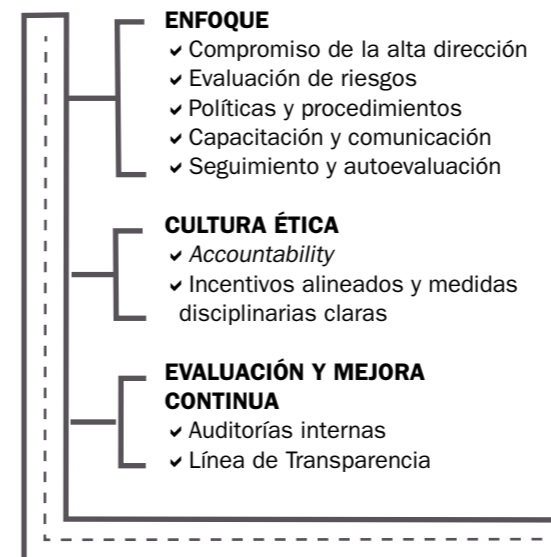 ENFOQUE
✓ Compromiso de la alta dirección
✓ Evaluación de riesgos
✓ Políticas y procedimientos
✓ Capacitación y comunicación
✓ Seguimiento y autoevaluación
CULTURA ÉTICA
✓ Accountability
✓ Incentivos alineados y medidas
disciplinarias claras
EVALUACIÓN Y MEJORA
CONTINUA
✓ Auditorías internas
✓ Línea de Transparencia